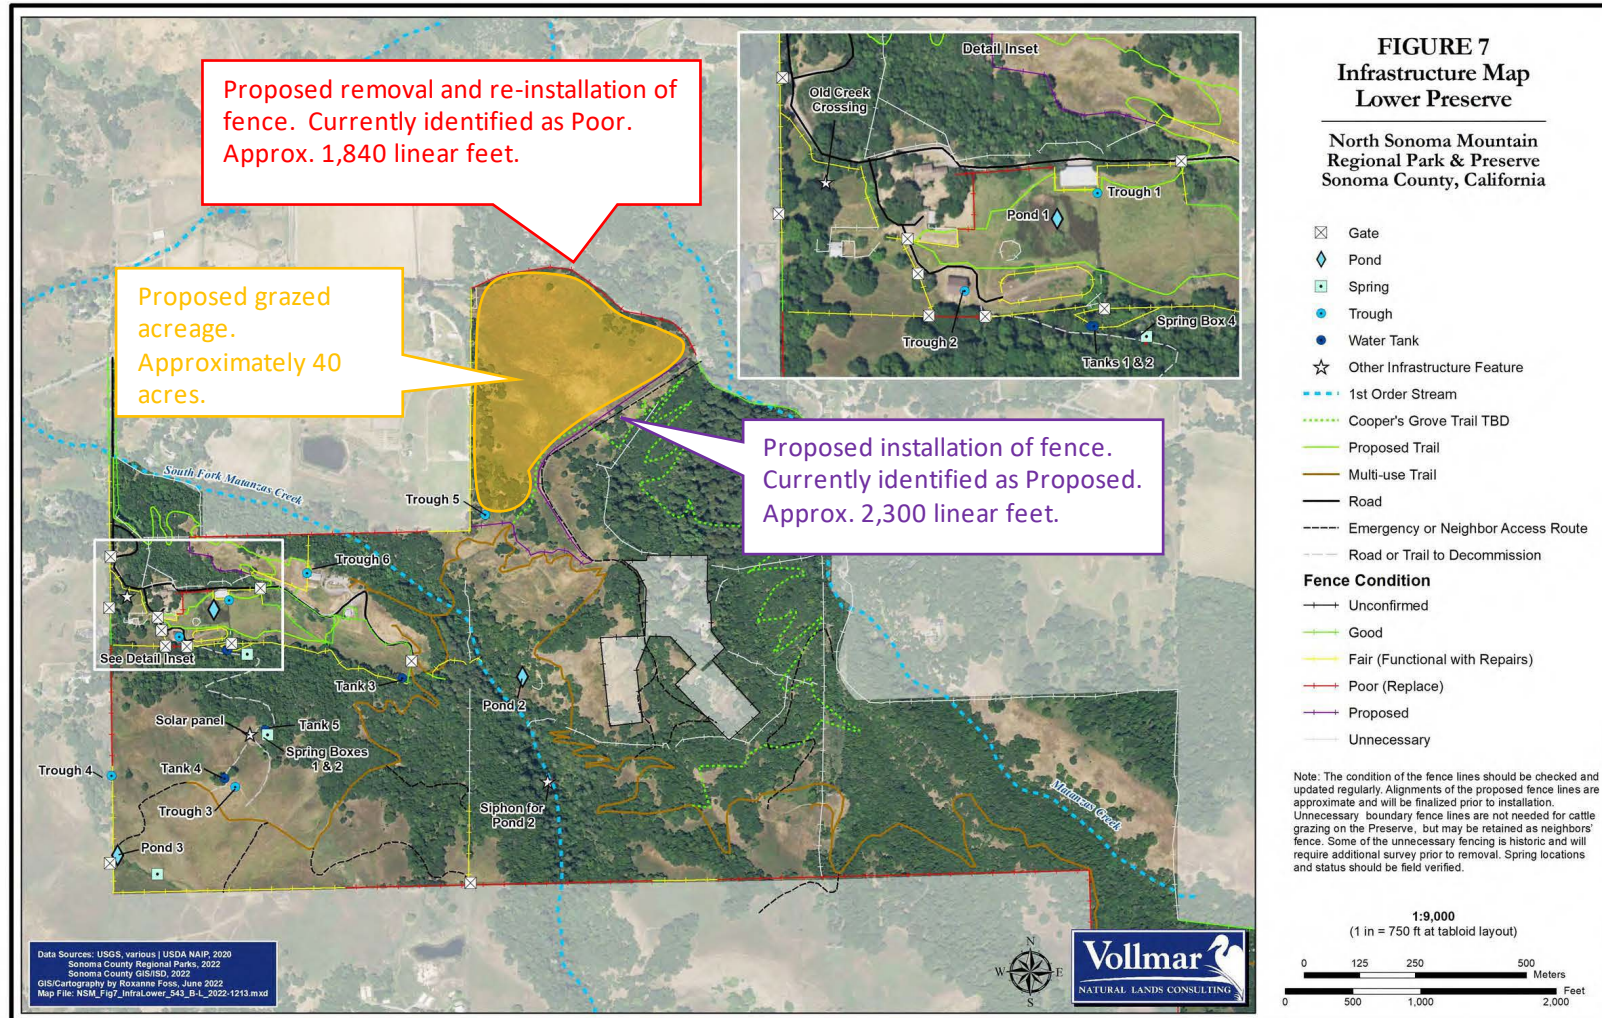 Proposed removal and re-installation of
fence. Currently identified as Poor.
Approx. 1,840 linear feet.
Proposed grazed
acreage.
Approximately 40
acres.
Proposed installation of fence.
Currently identified as Proposed.
Approx. 2,300 linear feet.
Detail Inset
Old Creek
Crossing
Trough 1
Pond 1
Trough 2
Spring Box 4
Tanks 1 & 2
South Fork Matanzas Creek
Trough 5
Trough 6
See Detail Inset
Tank 3
Pond 2
Solar panel
Tank 5
Spring Boxes
1 & 2
Trough 4
Tank 4
Trough 3
Siphon for
Pond 2
Pond 3
Matanzas Creek
Data Sources: USGS, various | USDA NAIP, 2020
Sonoma County Regional Parks, 2022
Sonoma County GIS/ISD, 2022
GIS/Cartography by Roxanne Foss, June 2022
Map File: NSM_Fig7_InfraLower_543_B-L_2022-1213.mxd
N
W E
S
Vollmar
NATURAL LANDS CONSULTING
FIGURE 7
Infrastructure Map
Lower Preserve
North Sonoma Mountain
Regional Park & Preserve
Sonoma County, California
Gate
Pond
Spring
Trough
Water Tank
Other Infrastructure Feature
1st Order Stream
Cooper's Grove Trail TBD
Proposed Trail
Multi-use Trail
Road
Emergency or Neighbor Access Route
Road or Trail to Decommission
Fence Condition
Unconfirmed
Good
Fair (Functional with Repairs)
Poor (Replace)
Proposed
Unnecessary
Note: The condition of the fence lines should be checked and
updated regularly. Alignments of the proposed fence lines are
approximate and will be finalized prior to installation.
Unnecessary boundary fence lines are not needed for cattle
grazing on the Preserve, but may be retained as neighbors'
fence. Some of the unnecessary fencing is historic and will
require additional survey prior to removal. Spring locations
and status should be field verified.
1:9,000
(1 in = 750 ft at tabloid layout)
0 125 250 500
Meters
Feet
0 500 1,000 2,000